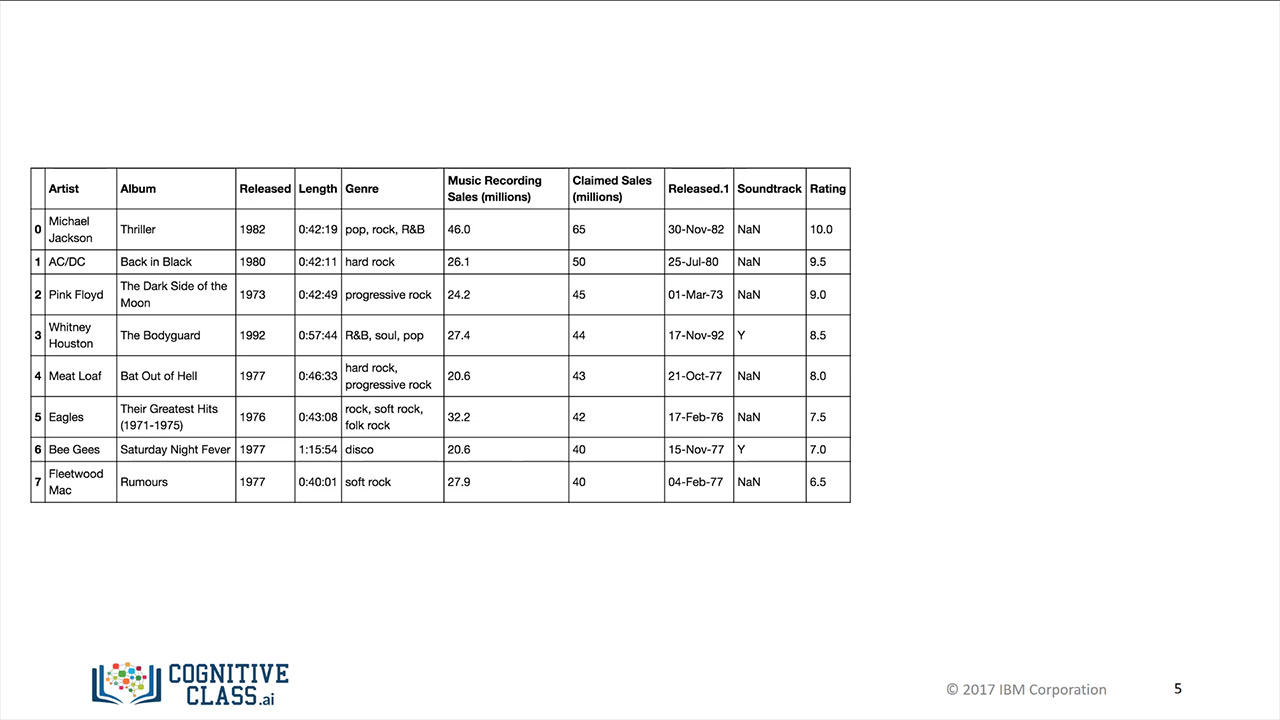 Artist Album Released Length Genre Music Recording Sales (millions) Claimed Sales (millions) Released.1 Soundtrack Rating
0 Michael Jackson Thriller 1982 0:42:19 pop, rock, R&B 46.0 65 30-Nov-82 NaN 10.0
1 AC/DC Back in Black 1980 0:42:11 hard rock 26.1 50 25-Jul-80 NaN 9.5
2 Pink Floyd The Dark Side of the Moon 1973 0:42:49 progressive rock 24.2 45 01-Mar-73 NaN 9.0
3 Whitney Houston The Bodyguard 1992 0:57:44 R&B, soul, pop 27.4 44 17-Nov-92 Y 8.5
4 Meat Loaf Bat Out of Hell 1977 0:46:33 hard rock, progressive rock 20.6 43 21-Oct-77 NaN 8.0
5 Eagles Their Greatest Hits (1971-1975) 1976 0:43:08 rock, soft rock, folk rock 32.2 42 17-Feb-76 NaN 7.5
6 Bee Gees Saturday Night Fever 1977 1:15:54 disco 20.6 40 15-Nov-77 Y 7.0
7 Fleetwood Mac Rumours 1977 0:40:01 soft rock 27.9 40 04-Feb-77 NaN 6.5
COGNITIVE
CLASS.ai
© 2017 IBM Corporation
5